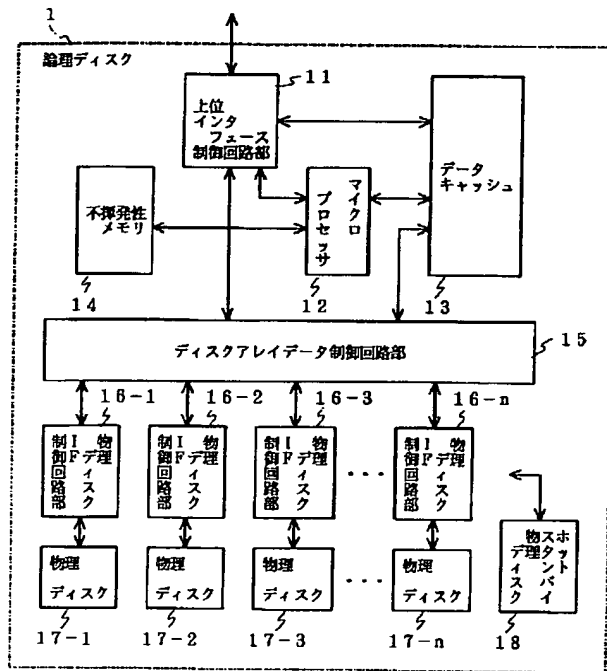 1
論理ディスク
11
上位
インタ
フェース
制御回路部
データ
キャッシュ
不揮発性
メモリ
マイクロ
プロセッサ
14
12
13
ディスクアレイデータ制御回路部
15
16-1
16-2
16-3
16-n
物理
ディスク
IF
制御回路部
物理
ディスク
IF
制御回路部
物理
ディスク
IF
制御回路部
...
物理
ディスク
IF
制御回路部
物理
ディスク
物理
ディスク
物理
ディスク
...
物理
ディスク
ホット
スタンバイ
物理
ディスク
17-1
17-2
17-3
17-n
18